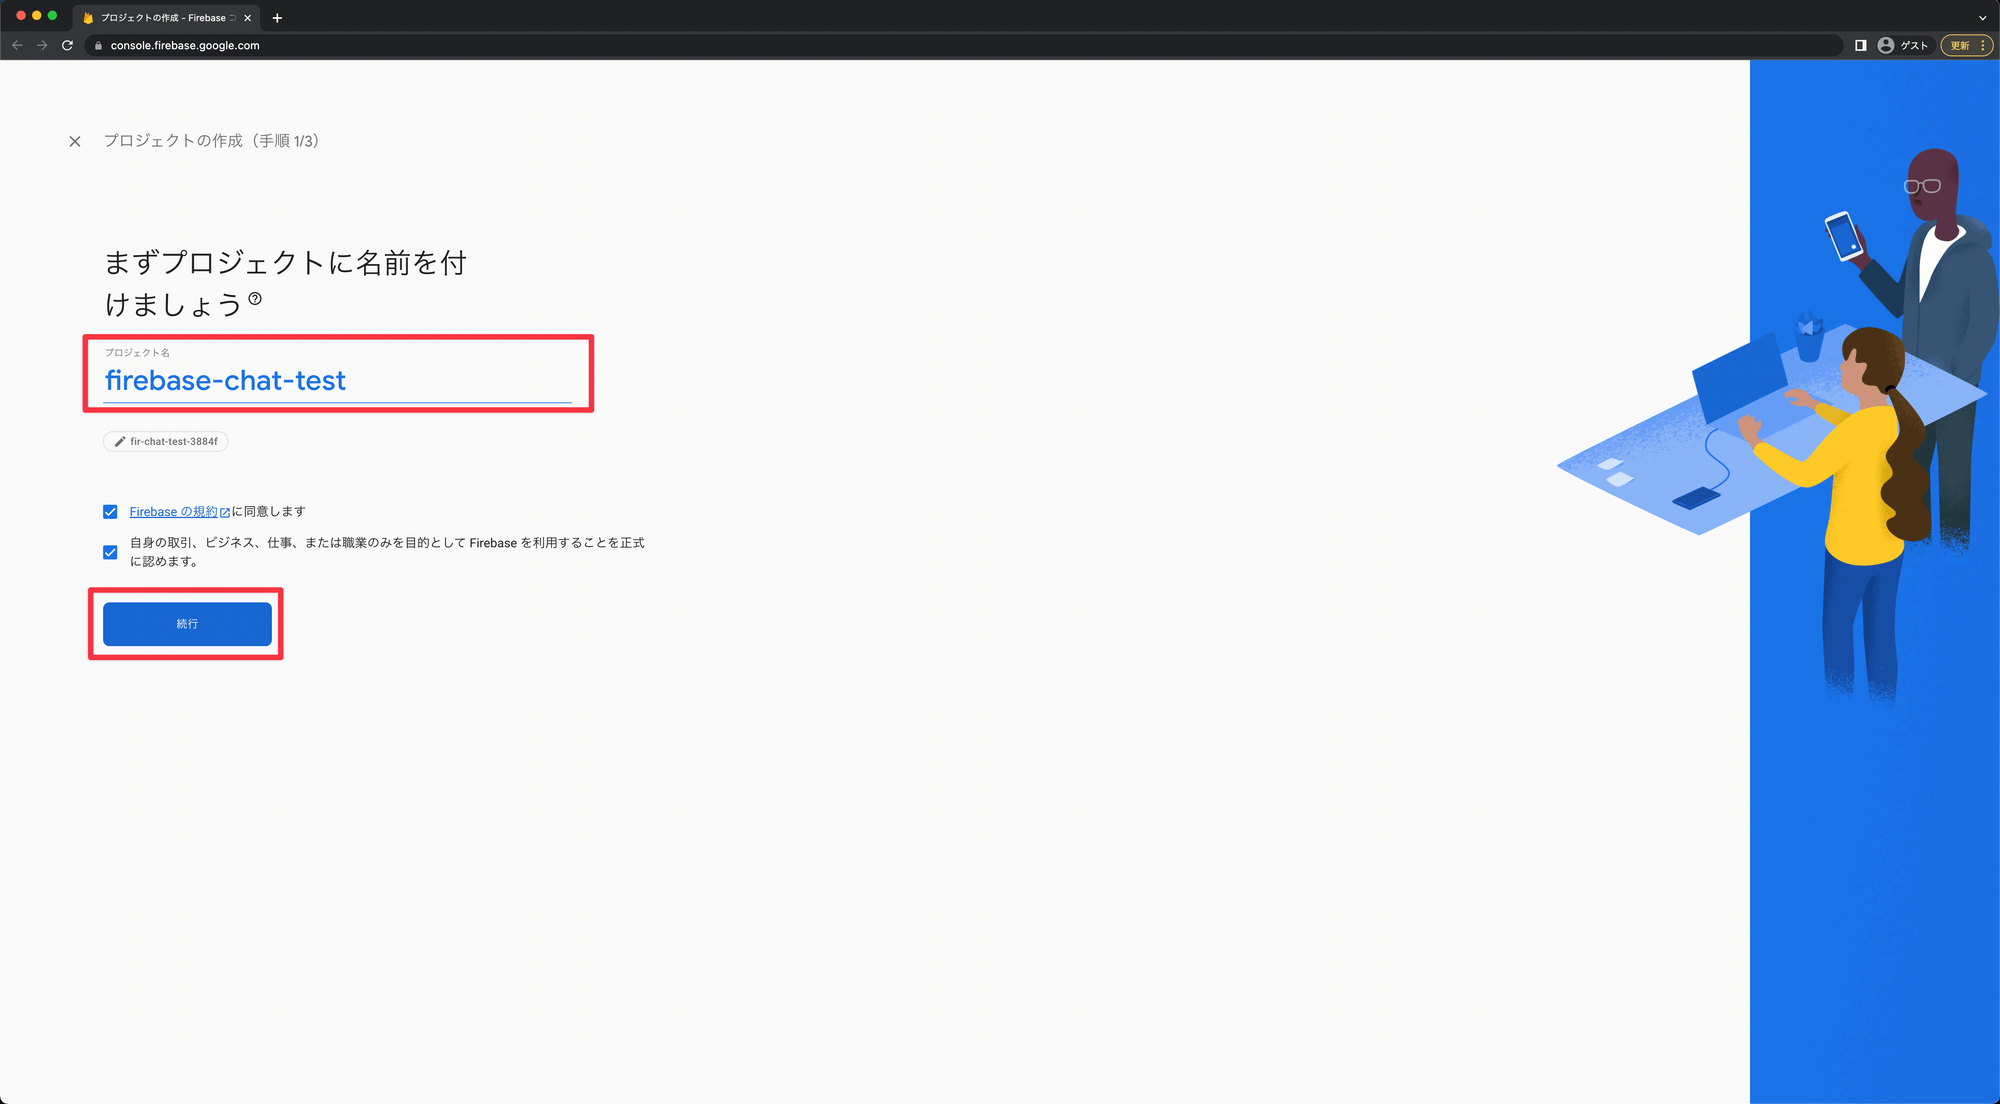 プロジェクトの作成 - Firebase コ
console.firebase.google.com
ゲスト
更新
プロジェクトの作成（手順 1/3）
まずプロジェクトに名前を付
けましょう
プロジェクト名
firebase-chat-test
fir-chat-test-3884f
Firebase の規約に同意します
自身の取引、ビジネス、仕事、または職業のみを目的として Firebase を利用することを正式
に認めます。
続行